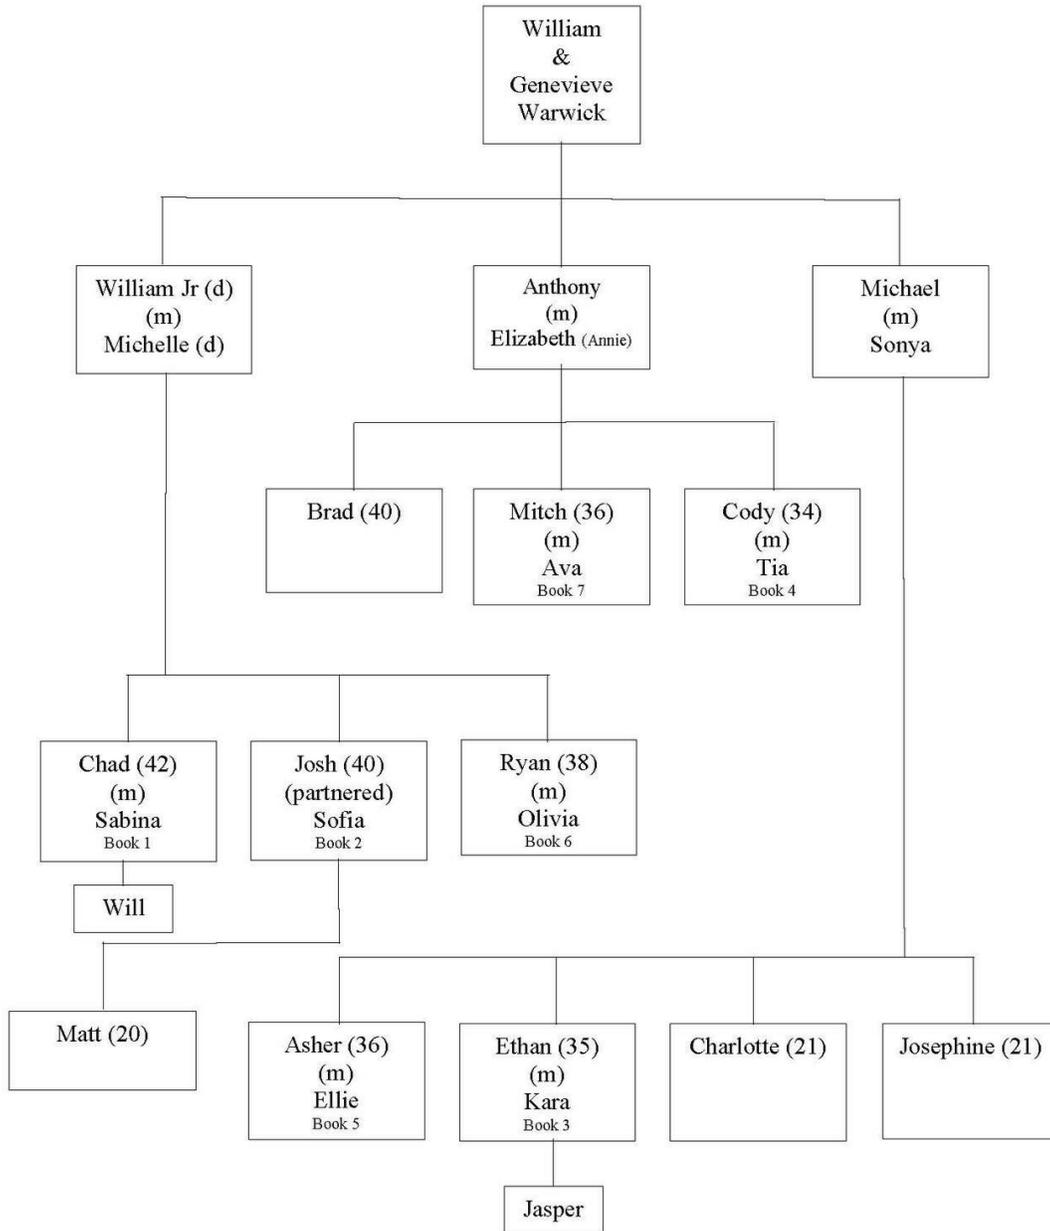 William
&
Genevieve
Warwick
William Jr (d)
(m)
Michelle (d)
Anthony
(m)
Elizabeth (Annie)
Michael
(m)
Sonya
Brad (40)
Mitch (36)
(m)
Ava
Book 7
Cody (34)
(m)
Tia
Book 4
Chad (42)
(m)
Sabina
Book 1
Josh (40)
(partnered)
Sofia
Book 2
Ryan (38)
(m)
Olivia
Book 6
Will
Matt (20)
Asher (36)
(m)
Ellie
Book 5
Ethan (35)
(m)
Kara
Book 3
Charlotte (21)
Josephine (21)
Jasper